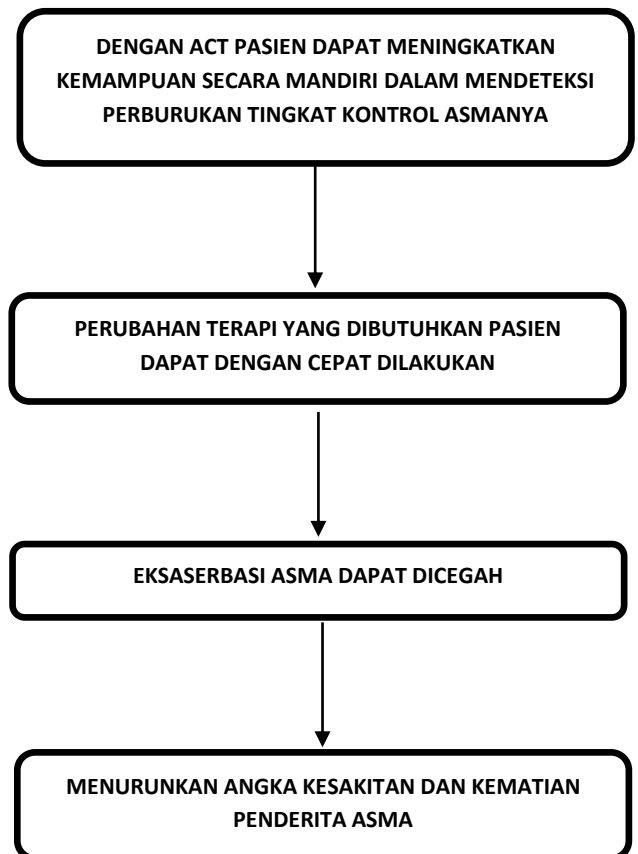 DENGAN ACT PASIEN DAPAT MENINGKATKAN
KEMAMPUAN SECARA MANDIRI DALAM MENDETEKSI
PERBURUKAN TINGKAT KONTROL ASMANYA
PERUBAHAN TERAPI YANG DIBUTUHKAN PASIEN
DAPAT DENGAN CEPAT DILAKUKAN
EKSASERBASI ASMA DAPAT DICEGAH
MENURUNKAN ANGKA KESAKITAN DAN KEMATIAN
PENDERITA ASMA